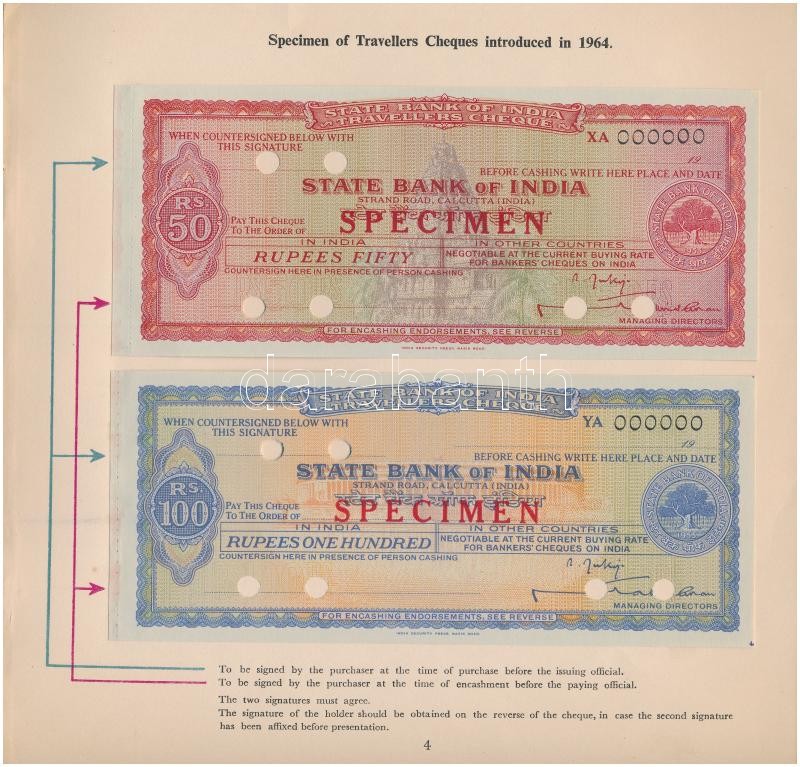 Specimen of Travellers Cheques introduced in 1964.
STATE BANK OF INDIA
TRAVELLERS CHEQUE
WHEN COUNTERSIGNED BELOW WITH
THIS SIGNATURE
XA 000000
19
BEFORE CASHING WRITE HERE PLACE AND DATE
STATE BANK OF INDIA
STRAND ROAD, CALCUTTA (INDIA)
RS
50
PAY THIS CHEQUE
TO THE ORDER OF
SPECIMEN
IN INDIA
RUPEES FIFTY
IN OTHER COUNTRIES
NEGOTIABLE AT THE CURRENT BUYING RATE
FOR BANKERS' CHEQUES ON INDIA
COUNTERSIGN HERE IN PRESENCE OF PERSON CASHING
MANAGING DIRECTORS
FOR ENCASHING ENDORSEMENTS, SEE REVERSE
INDIA SECURITY PRESS, NASIK ROAD
darabanth
STATE BANK OF INDIA
TRAVELLERS CHEQUE
WHEN COUNTERSIGNED BELOW WITH
THIS SIGNATURE
YA 000000
19
BEFORE CASHING WRITE HERE PLACE AND DATE
STATE BANK OF INDIA
STRAND ROAD, CALCUTTA (INDIA)
RS
100
PAY THIS CHEQUE
TO THE ORDER OF
SPECIMEN
IN INDIA
RUPEES ONE HUNDRED
IN OTHER COUNTRIES
NEGOTIABLE AT THE CURRENT BUYING RATE
FOR BANKERS' CHEQUES ON INDIA
COUNTERSIGN HERE IN PRESENCE OF PERSON CASHING
MANAGING DIRECTORS
FOR ENCASHING ENDORSEMENTS, SEE REVERSE
INDIA SECURITY PRESS, NASIK ROAD
To be signed by the purchaser at the time of purchase before the issuing official.
To be signed by the purchaser at the time of encashment before the paying official.
The two signatures must agree.
The signature of the holder should be obtained on the reverse of the cheque, in case the second signature
has been affixed before presentation.
4